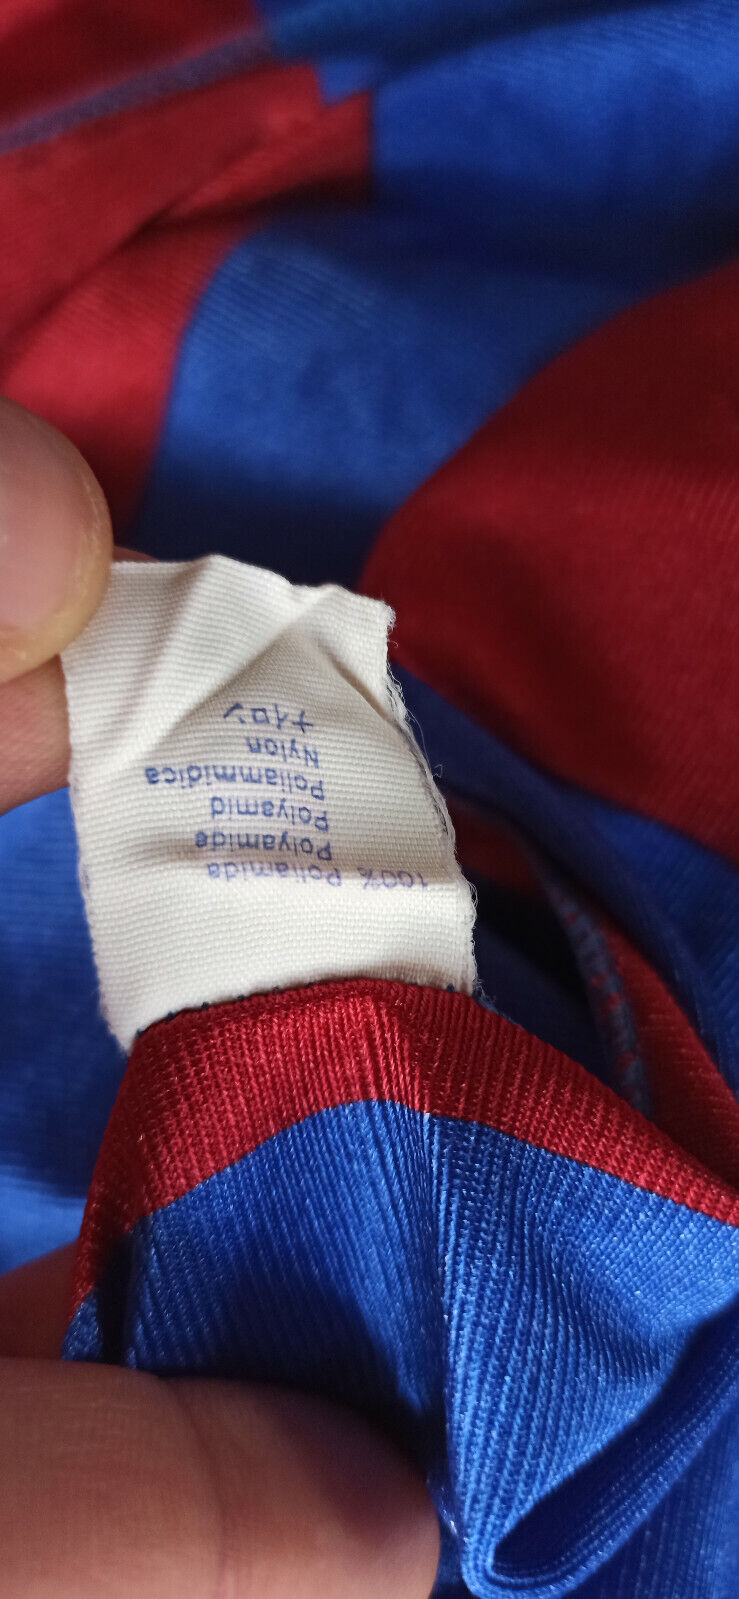 100% Poliamida
Polyamide
Polyamid
Poliammidica
Nylon
ナイロン